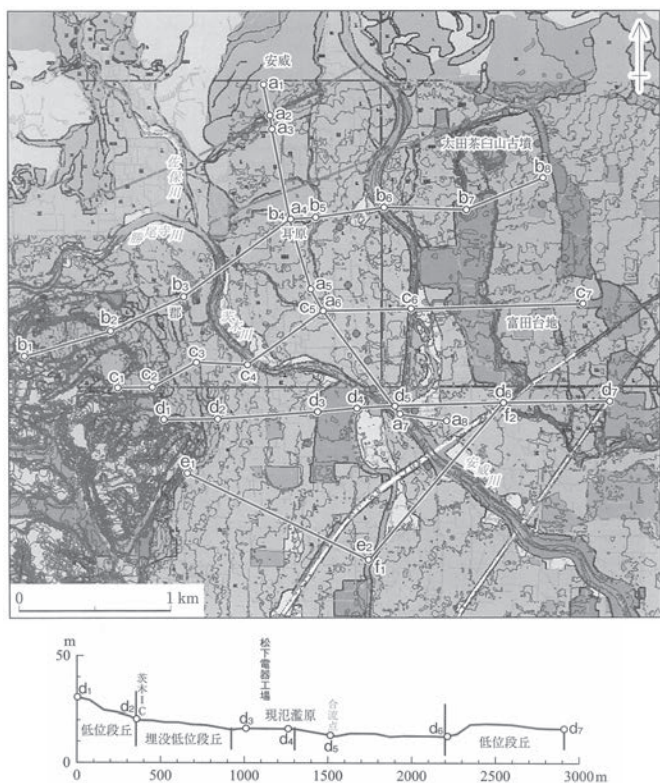 安威
a1
a2
a3
太田茶臼山古墳
佐保川
b8
b7
b6
b5
a4
b4
耳原
勝尾寺川
b3
郡
a5
c5
a6
c6
c7
富田台地
茨木川
b2
b1
c3
c4
c1
c2
d1
d2
d3
d4
d5
a7
a8
d6
f2
d7
安威川
e1
e2
f1
0 1 km
m
50
0
d1
茨木IC
d2
低位段丘
埋没低位段丘
松下電器工場
d3
現氾濫原
d4
合流点
d5
d6
低位段丘
d7
500 1000 1500 2000 2500 3000m